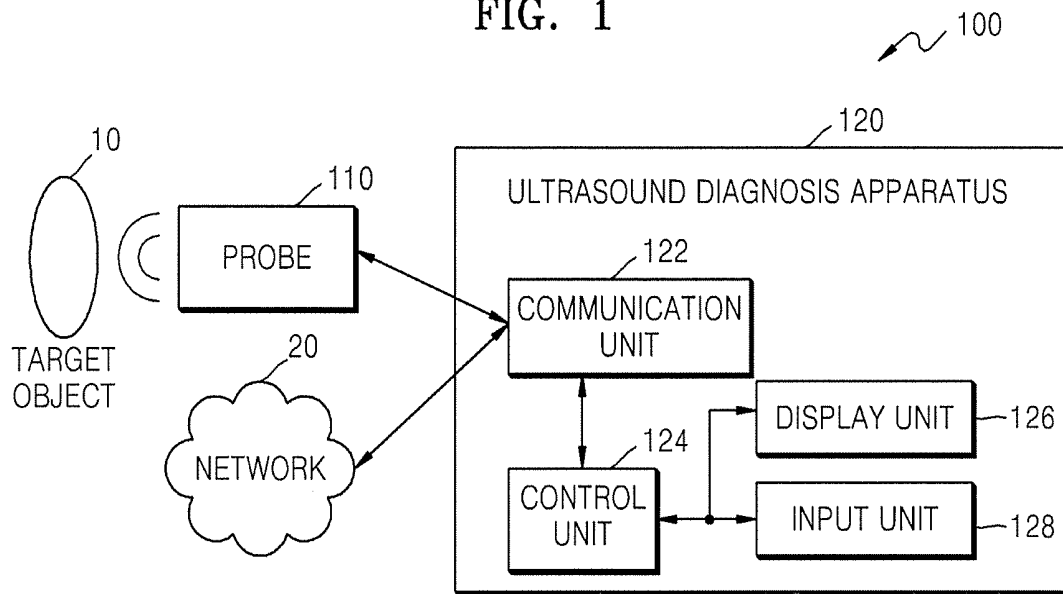 FIG. 1
100
10
110
120
ULTRASOUND DIAGNOSIS APPARATUS
PROBE
122
COMMUNICATION
UNIT
TARGET
OBJECT
20
NETWORK
124
CONTROL
UNIT
DISPLAY UNIT
126
INPUT UNIT
128